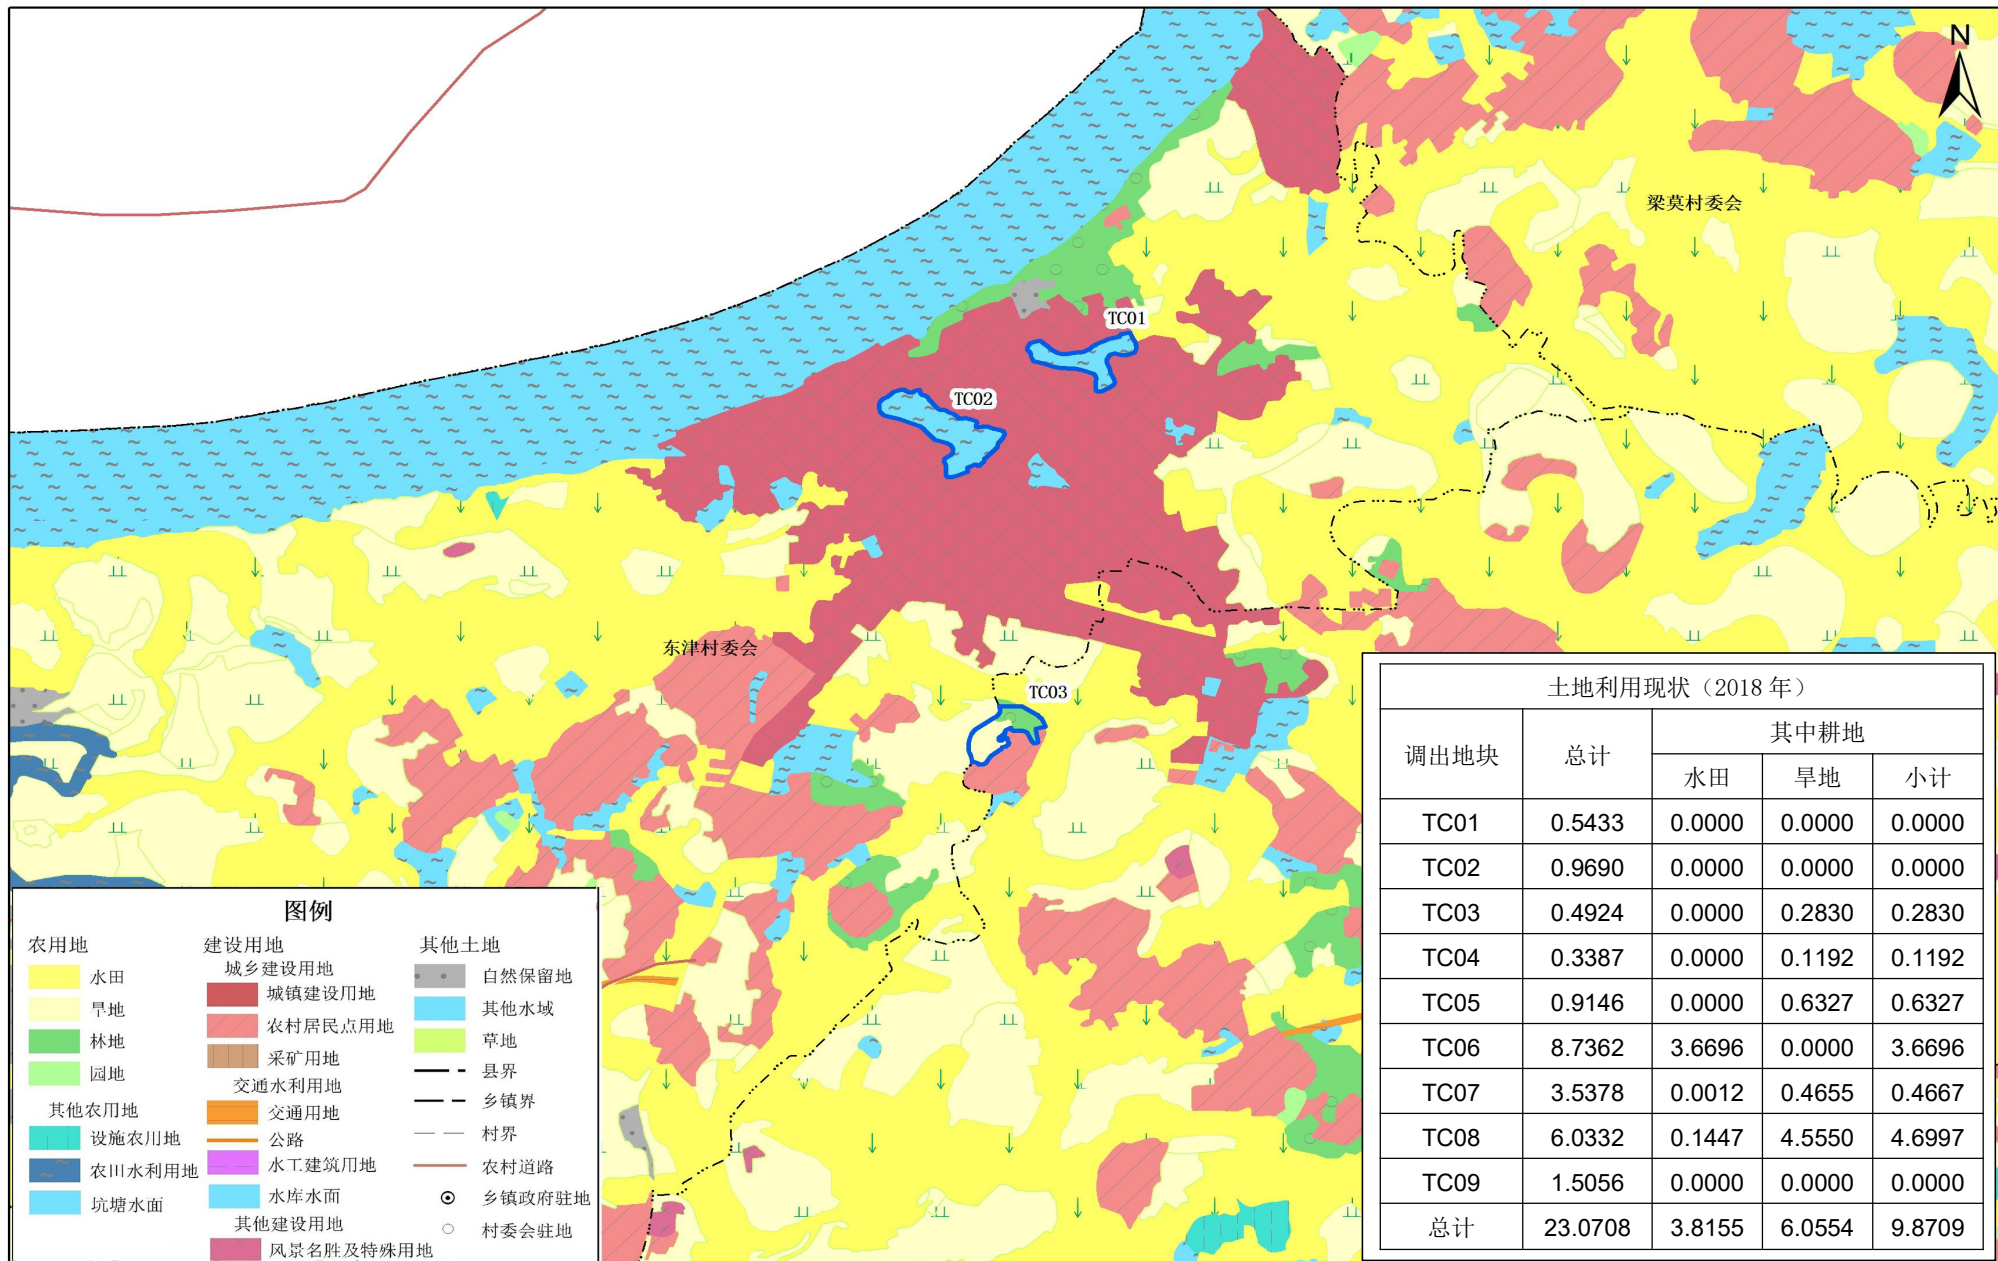 N
梁莫村委会
TC01
TC02
东津村委会
TC03
土地利用现状（2018 年）
调出地块 总计 其中耕地
水田 旱地 小计
TC01 0.5433 0.0000 0.0000 0.0000
TC02 0.9690 0.0000 0.0000 0.0000
TC03 0.4924 0.0000 0.2830 0.2830
TC04 0.3387 0.0000 0.1192 0.1192
TC05 0.9146 0.0000 0.6327 0.6327
TC06 8.7362 3.6696 0.0000 3.6696
TC07 3.5378 0.0012 0.4655 0.4667
TC08 6.0332 0.1447 4.5550 4.6997
TC09 1.5056 0.0000 0.0000 0.0000
总计 23.0708 3.8155 6.0554 9.8709
图例
农用地
水田
旱地
林地
园地
其他农用地
设施农用地
农田水利用地
坑塘水面
建设用地
城乡建设用地
城镇建设用地
农村居民点用地
采矿用地
交通水利用地
交通用地
公路
水工建筑用地
水库水面
其他建设用地
风景名胜及特殊用地
其他土地
自然保留地
其他水域
草地
县界
乡镇界
村界
农村道路
乡镇政府驻地
村委会驻地